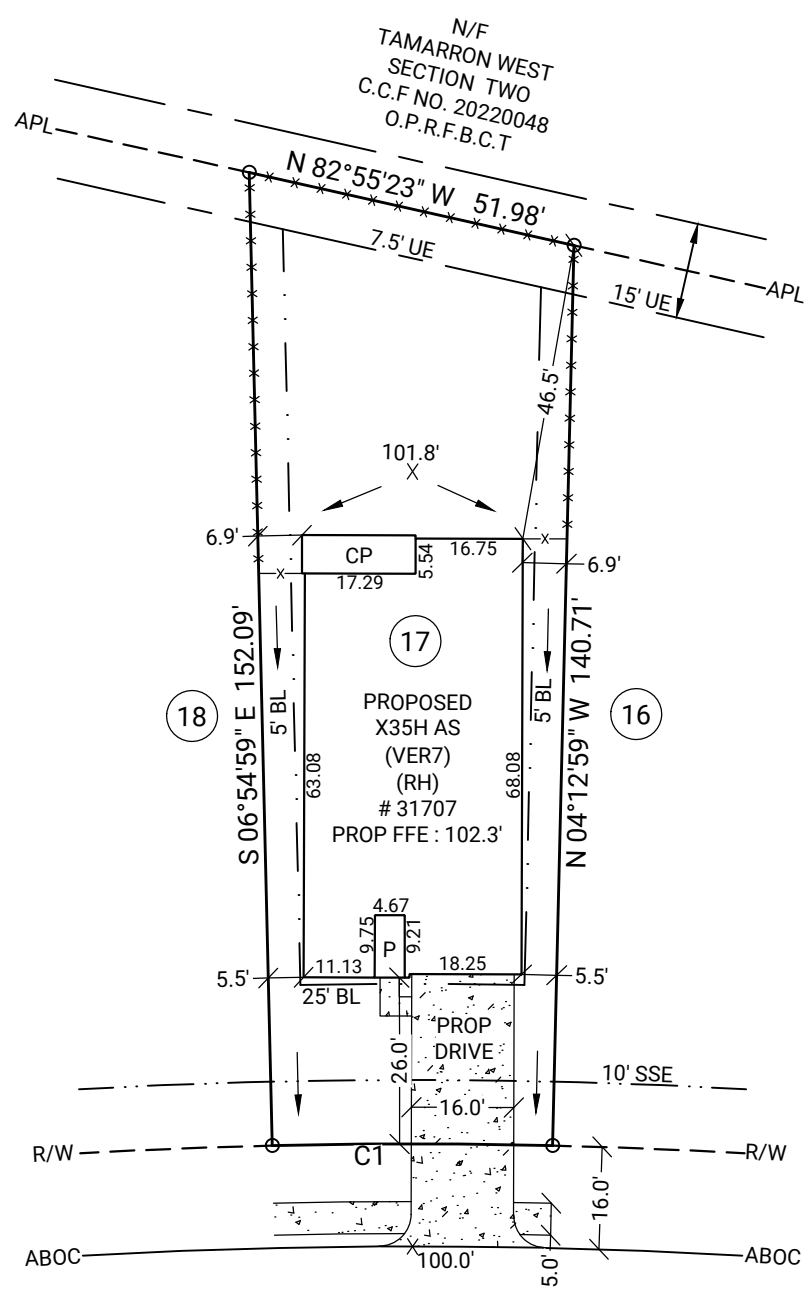 N/F
TAMARRON WEST
SECTION TWO
C.C.F NO. 20220048
O.P.R.F.B.C.T
APL
N 82°55'23" W 51.98'
7.5' UE
APL
15' UE
46.5'
101.8'
X
6.9'
CP
5.54
16.75
17.29
X
X
6.9'
17
S 06°54'59" E 152.09'
N 04°12'59" W 140.71'
18
16
5' BL
5' BL
PROPOSED
X35H AS
(VER7)
(RH)
# 31707
PROP FFE : 102.3'
63.08
68.08
4.67
9.75
P
9.21
11.13
18.25
5.5'
5.5'
25' BL
PROP
DRIVE
26.0'
10' SSE
16.0'
R/W
C1
R/W
16.0'
ABOC
100.0'
5.0'
ABOC